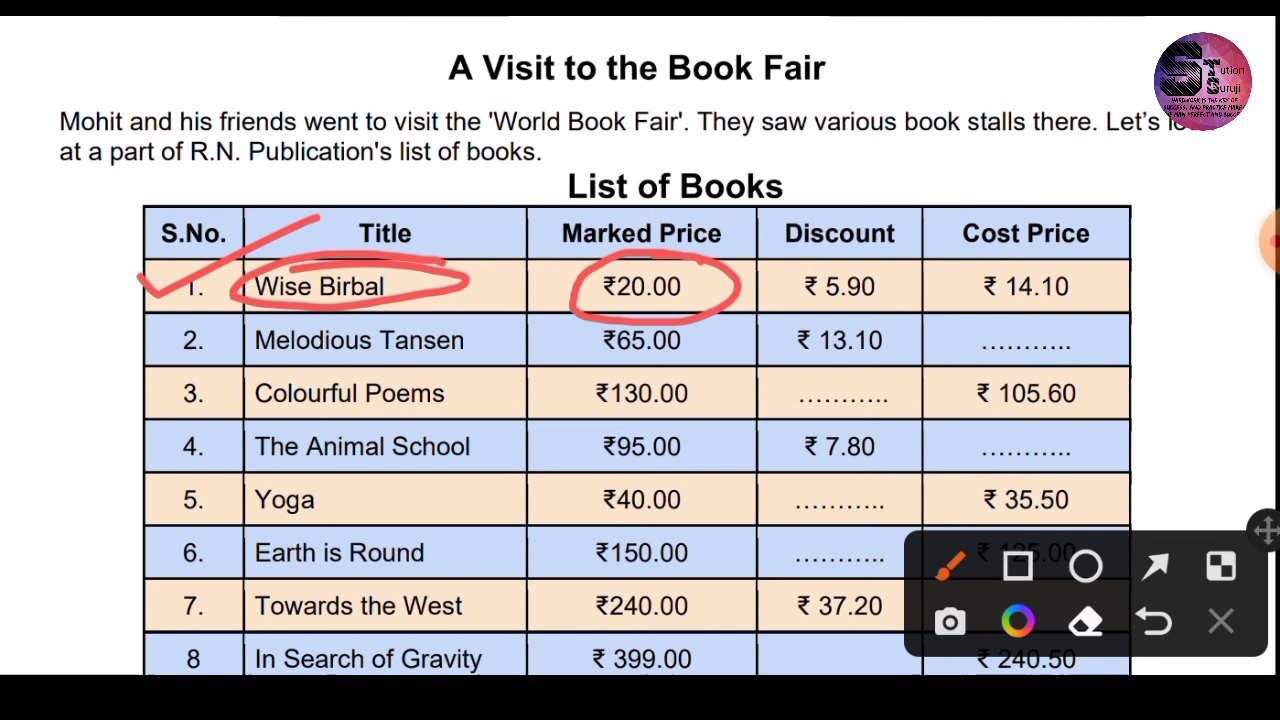 A Visit to the Book Fair
Mohit and his friends went to visit the 'World Book Fair'. They saw various book stalls there. Let's
at a part of R.N. Publication's list of books.
List of Books
S.No. Title Marked Price Discount Cost Price
1. Wise Birbal ₹20.00 ₹ 5.90 ₹ 14.10
2. Melodious Tansen ₹65.00 ₹ 13.10 ………..
3. Colourful Poems ₹130.00 ……….. ₹ 105.60
4. The Animal School ₹95.00 ₹ 7.80 ………..
5. Yoga ₹40.00 ……….. ₹ 35.50
6. Earth is Round ₹150.00 ……….. ₹ 125.00
7. Towards the West ₹240.00 ₹ 37.20
8 In Search of Gravity ₹ 399.00 ₹ 240.50